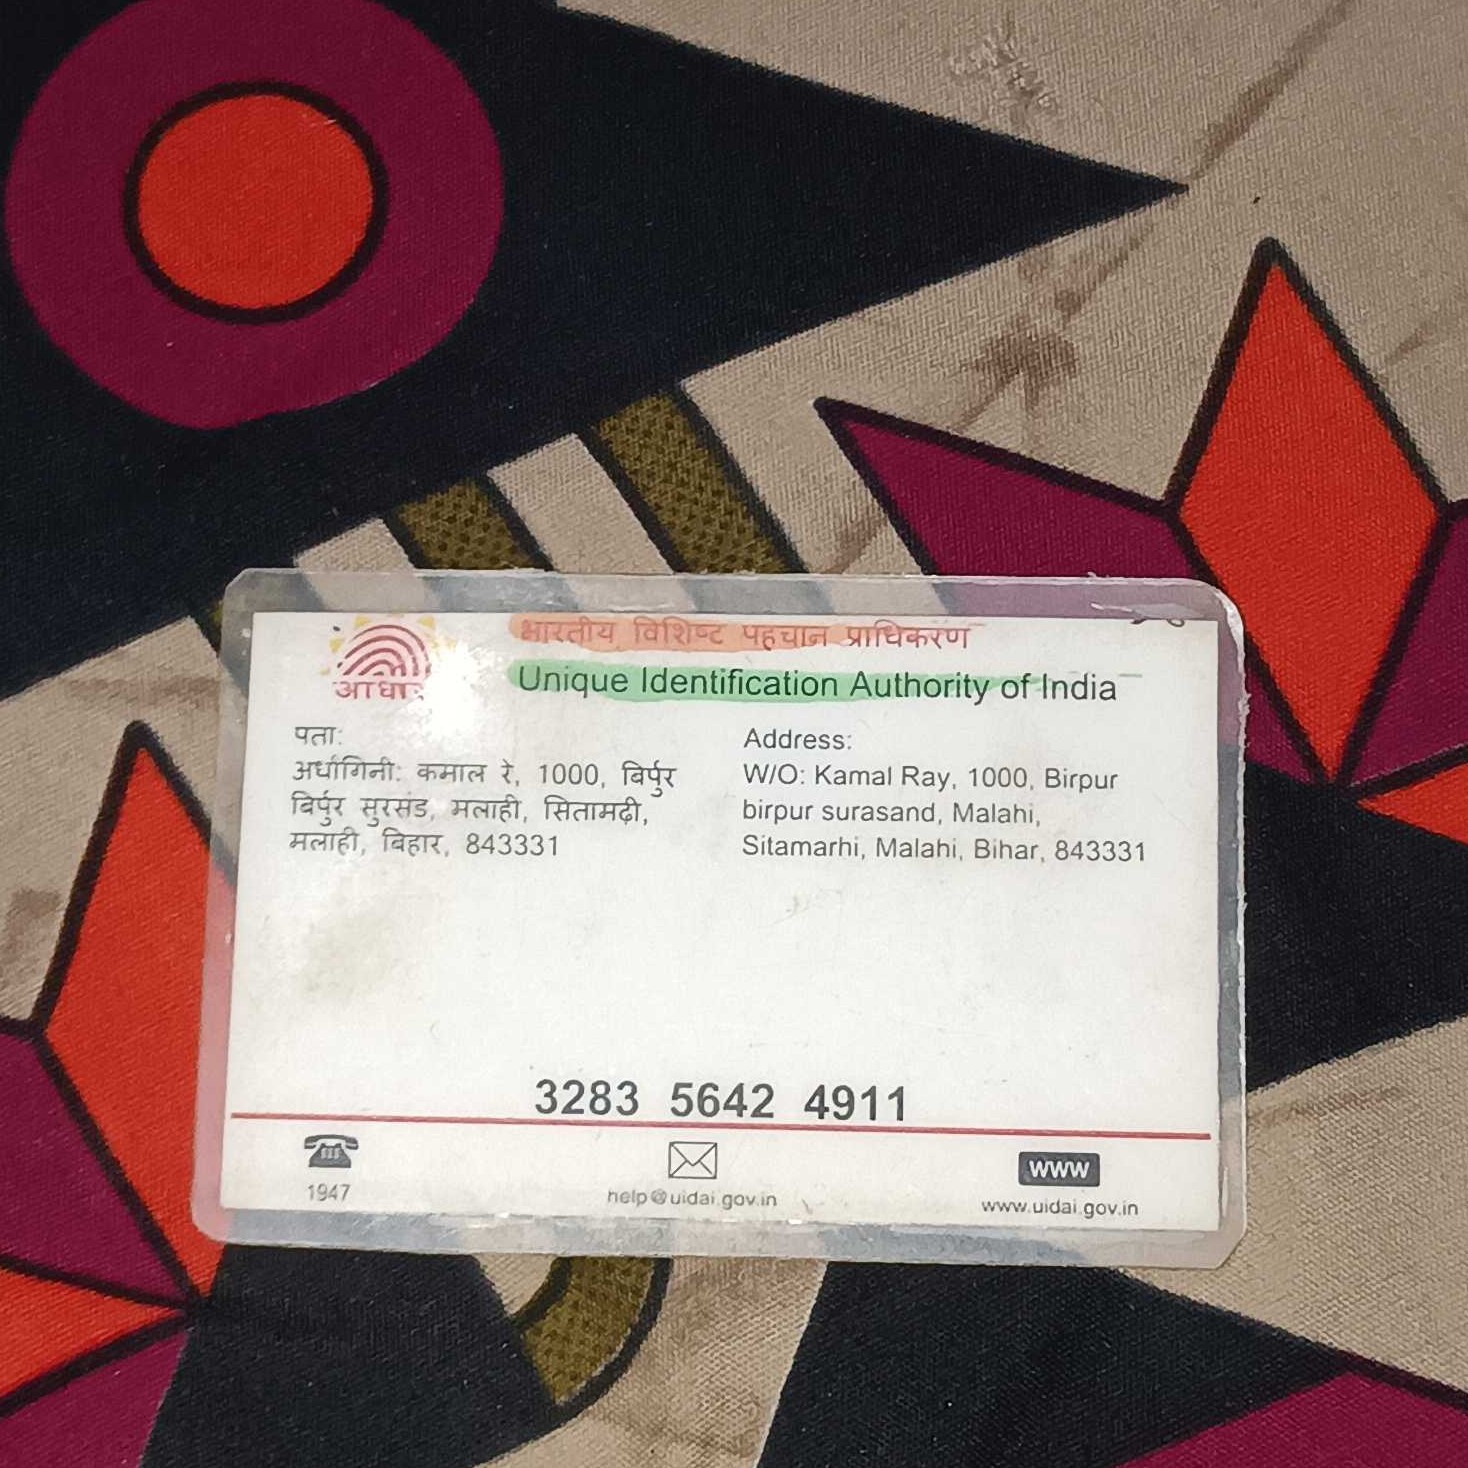 आधार
भारतीय विशिष्ट पहचान प्राधिकरण
Unique Identification Authority of India
पता:
अर्धांगिनी: कमाल रे, 1000, बिर्पुर
बिर्पुर सुरसंड, मलाही, सितामढ़ी,
मलाही, बिहार, 843331
Address:
W/O: Kamal Ray, 1000, Birpur
birpur surasand, Malahi,
Sitamarhi, Malahi, Bihar, 843331
3283 5642 4911
1947
help@uidai.gov.in
www
www.uidai.gov.in